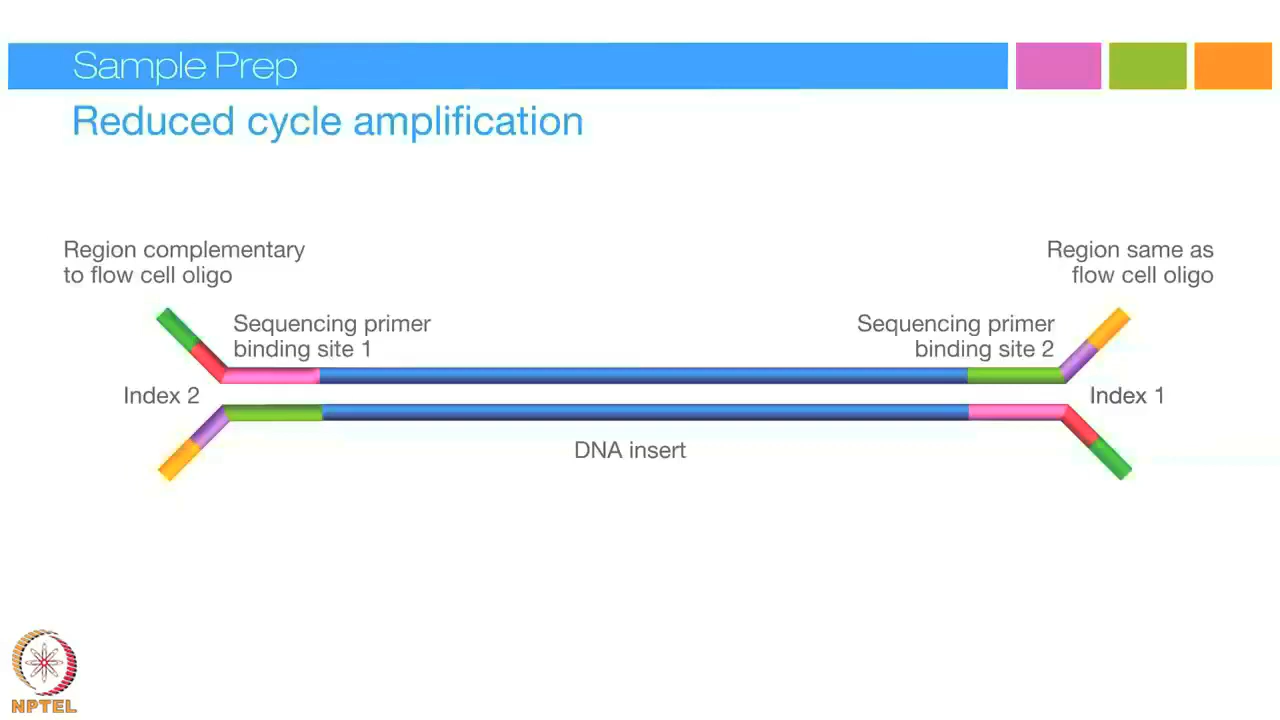 Sample Prep
Reduced cycle amplification
Region complementary
to flow cell oligo
Region same as
flow cell oligo
Sequencing primer
binding site 1
Sequencing primer
binding site 2
Index 2
Index 1
DNA insert
NPTEL